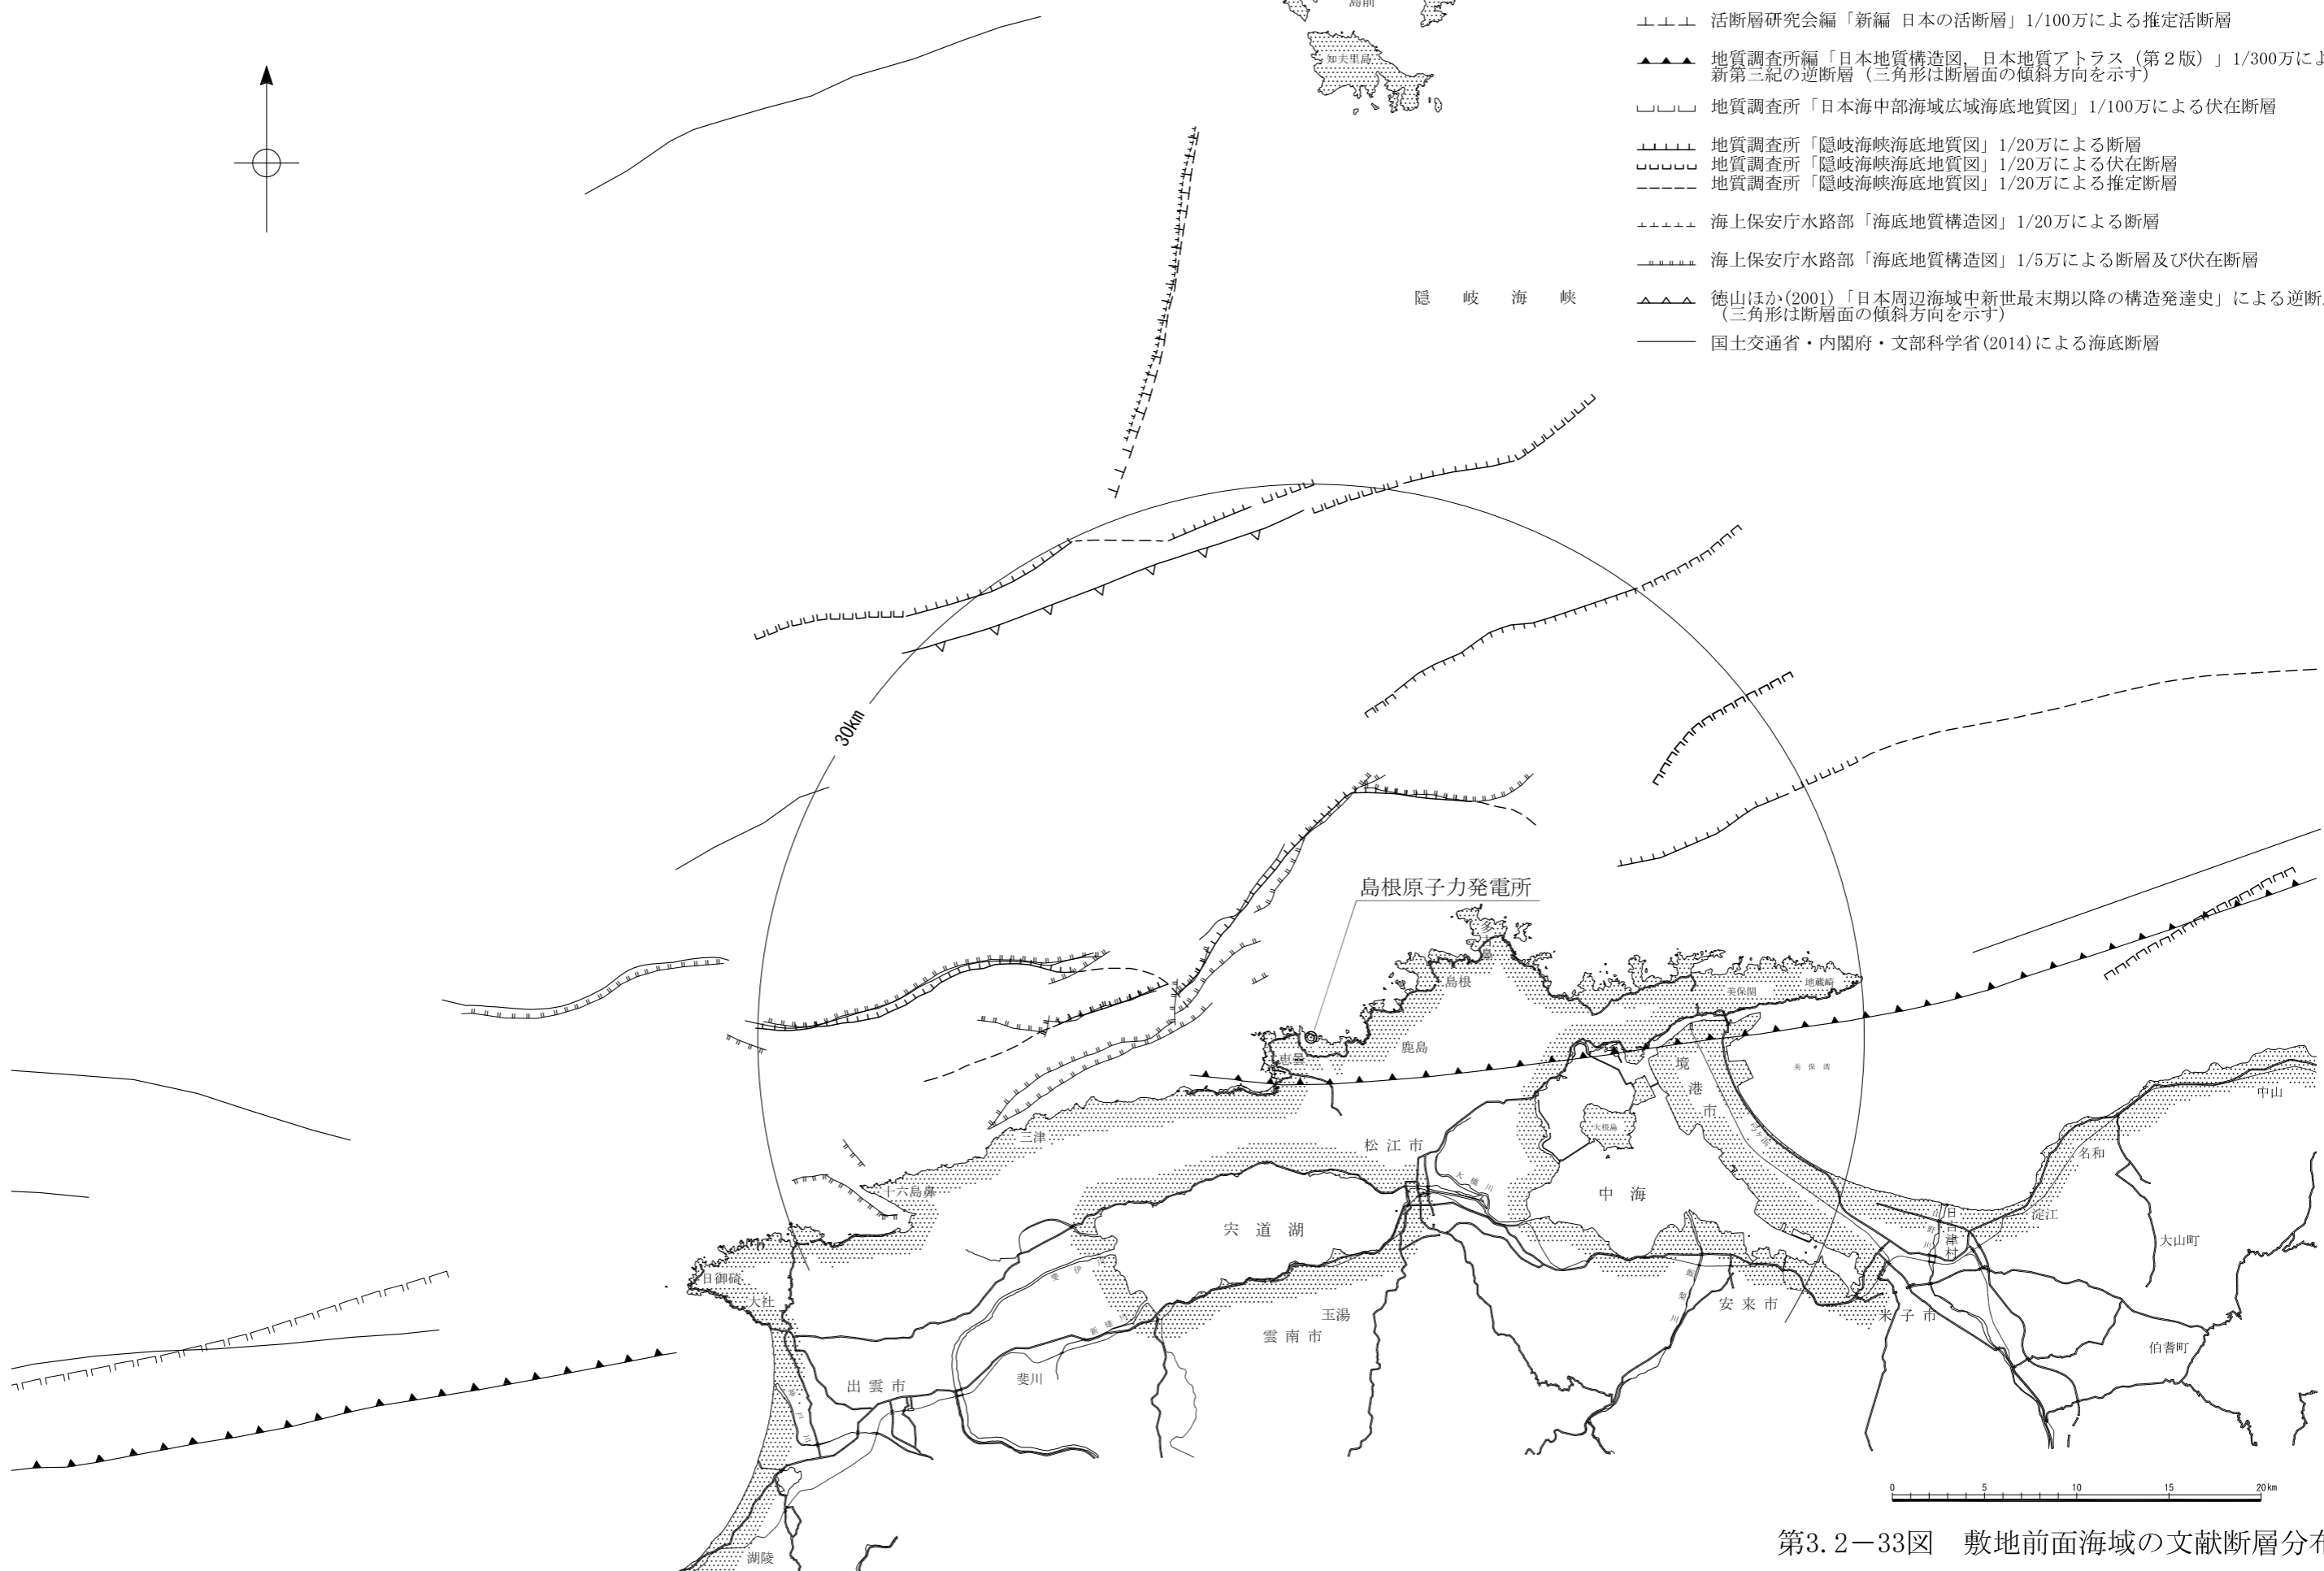 島前
知夫里島
活断層研究会編「新編 日本の活断層」1/100万による推定活断層
地質調査所編「日本地質構造図，日本地質アトラス（第２版）」1/300万によ
新第三紀の逆断層（三角形は断層面の傾斜方向を示す）
地質調査所「日本海中部海域広域海底地質図」1/100万による伏在断層
地質調査所「隠岐海峡海底地質図」1/20万による断層
地質調査所「隠岐海峡海底地質図」1/20万による伏在断層
地質調査所「隠岐海峡海底地質図」1/20万による推定断層
海上保安庁水路部「海底地質構造図」1/20万による断層
海上保安庁水路部「海底地質構造図」1/5万による断層及び伏在断層
徳山ほか(2001)「日本周辺海域中新世最末期以降の構造発達史」による逆断
（三角形は断層面の傾斜方向を示す）
国土交通省・内閣府・文部科学省(2014)による海底断層
隠岐海峡
30km
島根原子力発電所
島根
美保関
地蔵崎
恵曇
鹿島
境港市
美保湾
中山
大根島
弓ヶ浜
三津
松江市
大橋川
名和
十六島鼻
中海
宍道湖
日吉津村
淀江
大山町
日御碕
大社
斐伊川
新建川
飯梨川
安来市
米子市
玉湯
雲南市
伯耆町
出雲市
斐川
湖陵
0 5 10 15 20km
第3.2－33図　敷地前面海域の文献断層分布